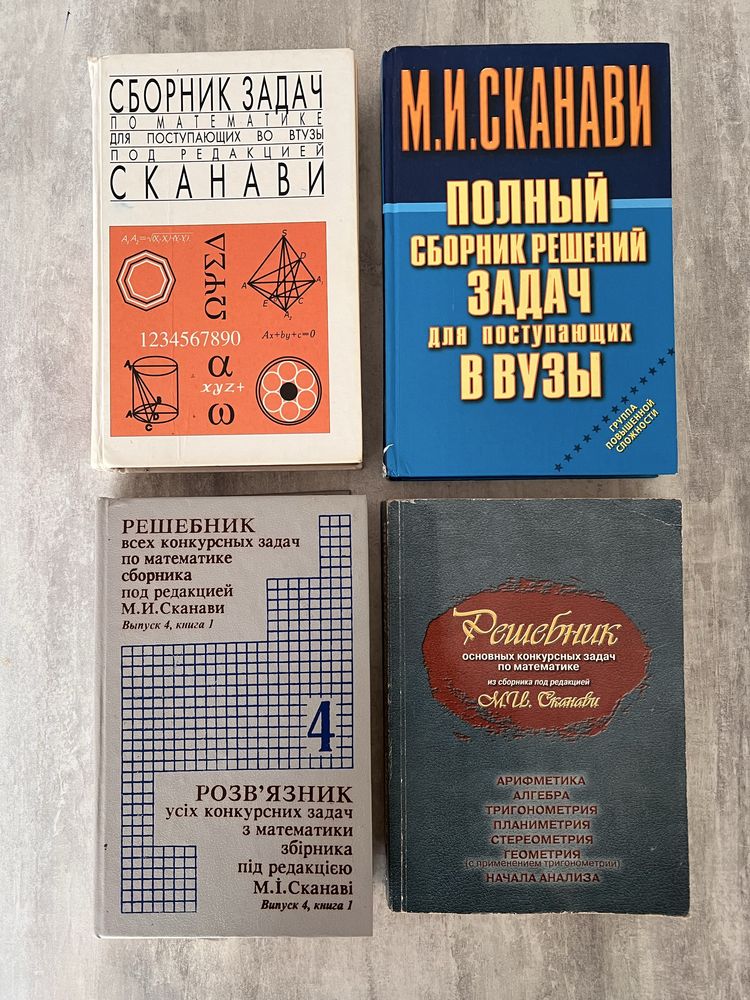 СБОРНИК ЗАДАЧ
ПО МАТЕМАТИКЕ
ДЛЯ ПОСТУПАЮЩИХ ВО ВТУЗЫ
ПОД РЕДАКЦИЕЙ
СКАНАВИ
ΩΨΣΔ
1234567890
Ax+by+c=0
α
xyz+
ω
М.И.СКАНАВИ
ПОЛНЫЙ
СБОРНИК РЕШЕНИЙ
ЗАДАЧ
для поступающих
В ВУЗЫ
ГРУППА
ПОВЫШЕННОЙ
СЛОЖНОСТИ
РЕШЕБНИК
всех конкурсных задач
по математике
сборника
под редакцией
М.И.Сканави
Выпуск 4, книга 1
4
РОЗВ'ЯЗНИК
усіх конкурсних задач
з математики
збірника
під редакцією
М.І.Сканаві
Випуск 4, книга 1
Решебник
ОСНОВНЫХ КОНКУРСНЫХ ЗАДАЧ
ПО МАТЕМАТИКЕ
из сборника под редакцией
М.И. Сканави
АРИФМЕТИКА
АЛГЕБРА
ТРИГОНОМЕТРИЯ
ПЛАНИМЕТРИЯ
СТЕРЕОМЕТРИЯ
ГЕОМЕТРИЯ
(с применением тригонометрии)
НАЧАЛА АНАЛИЗА